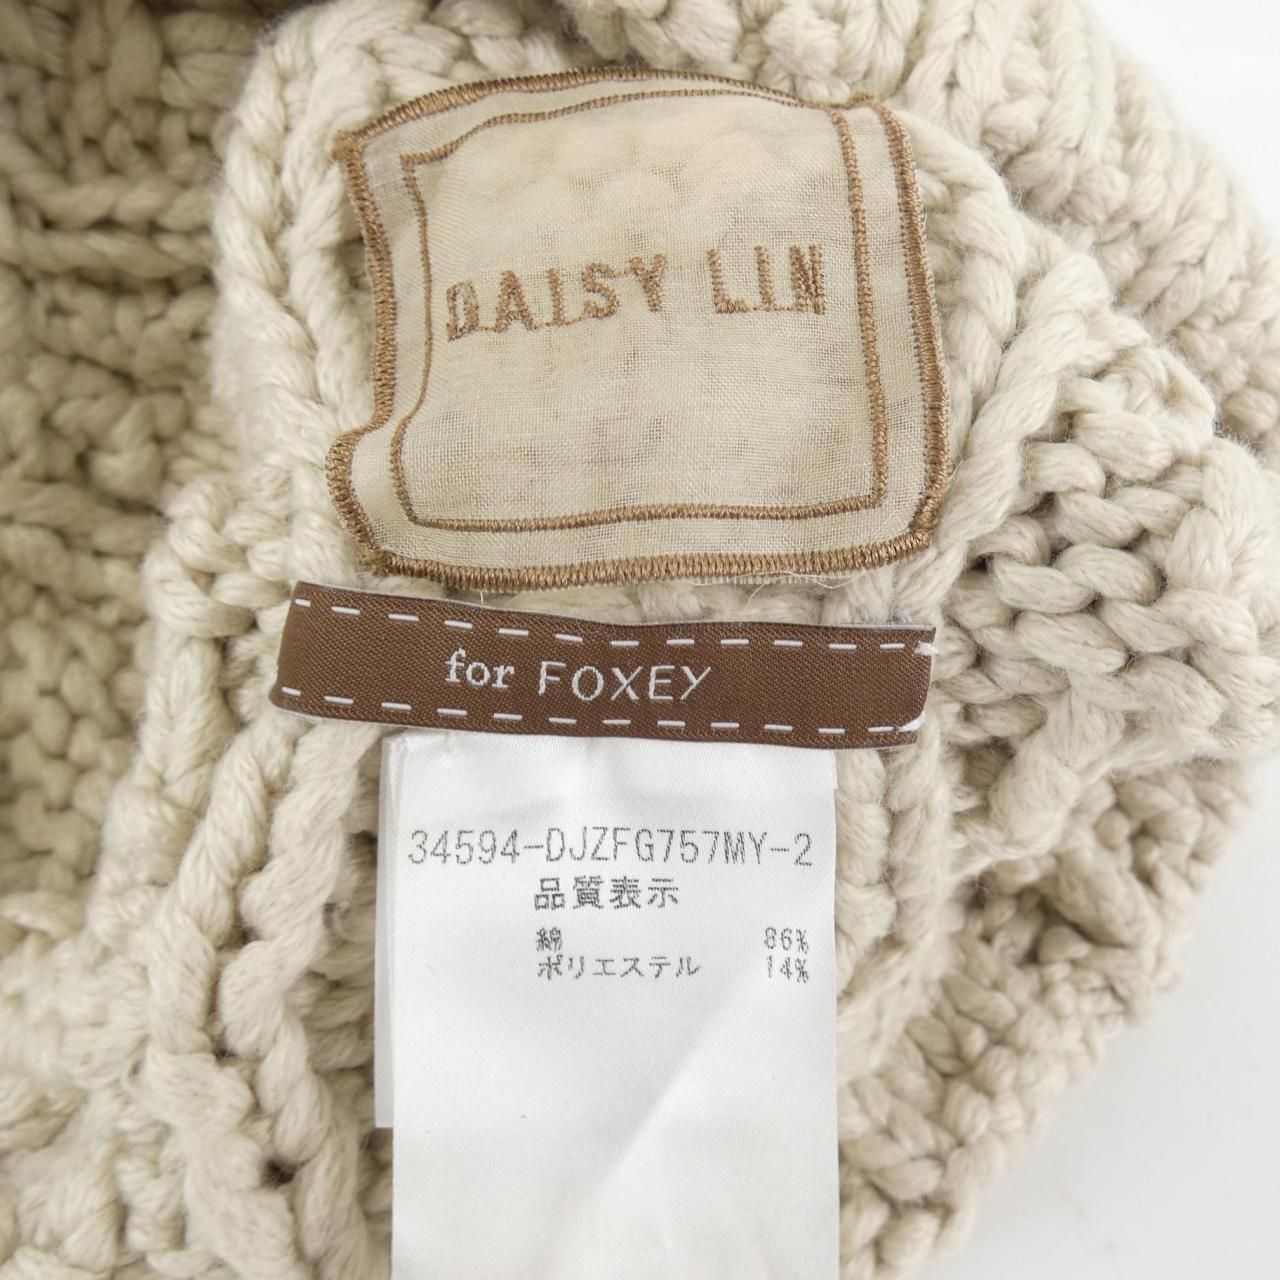 DAISY LIN
for FOXEY
34594-DJZFG757MY-2
品質表示
綿 86%
ポリエステル 14%